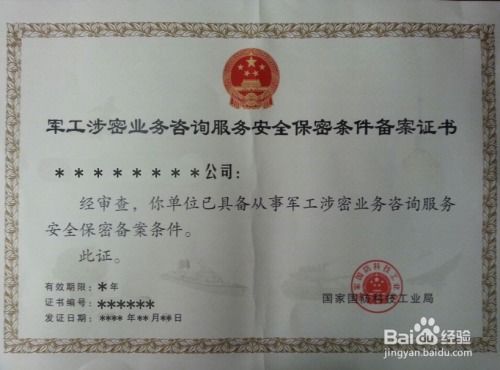 军工涉密业务咨询服务安全保密条件备案证书
********公司：
经审查，你单位已具备从事军工涉密业务咨询服务
安全保密备案条件。
此证。
有效期限：*年
证书编号：******
发证日期：**** 年**月**日
国家国防科技工业局
Baidu经验
jingyan.baidu.com